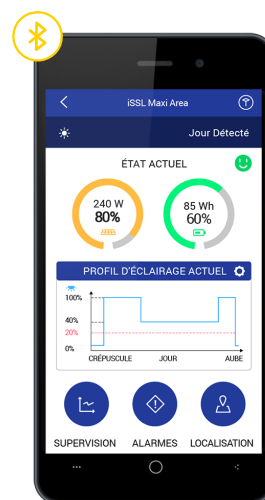 iSSL Maxi Area
Jour Détecté
ÉTAT ACTUEL
240 W
80%
85 Wh
60%
PROFIL D'ÉCLAIRAGE ACTUEL
100%
40%
20%
0%
CRÉPUSCULE JOUR AUBE
SUPERVISION ALARMES LOCALISATION